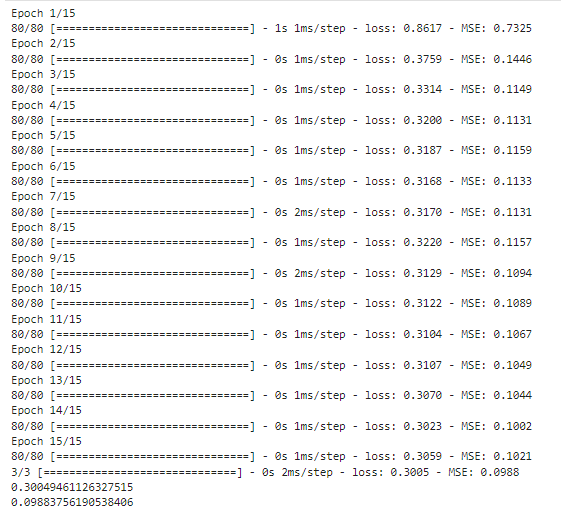 Epoch 1/15
80/80 [==============================] - 1s 1ms/step - loss: 0.8617 - MSE: 0.7325
Epoch 2/15
80/80 [==============================] - 0s 1ms/step - loss: 0.3759 - MSE: 0.1446
Epoch 3/15
80/80 [==============================] - 0s 1ms/step - loss: 0.3314 - MSE: 0.1149
Epoch 4/15
80/80 [==============================] - 0s 1ms/step - loss: 0.3200 - MSE: 0.1131
Epoch 5/15
80/80 [==============================] - 0s 1ms/step - loss: 0.3187 - MSE: 0.1159
Epoch 6/15
80/80 [==============================] - 0s 1ms/step - loss: 0.3168 - MSE: 0.1133
Epoch 7/15
80/80 [==============================] - 0s 2ms/step - loss: 0.3170 - MSE: 0.1131
Epoch 8/15
80/80 [==============================] - 0s 1ms/step - loss: 0.3220 - MSE: 0.1157
Epoch 9/15
80/80 [==============================] - 0s 2ms/step - loss: 0.3129 - MSE: 0.1094
Epoch 10/15
80/80 [==============================] - 0s 1ms/step - loss: 0.3122 - MSE: 0.1089
Epoch 11/15
80/80 [==============================] - 0s 1ms/step - loss: 0.3104 - MSE: 0.1067
Epoch 12/15
80/80 [==============================] - 0s 1ms/step - loss: 0.3107 - MSE: 0.1049
Epoch 13/15
80/80 [==============================] - 0s 1ms/step - loss: 0.3070 - MSE: 0.1044
Epoch 14/15
80/80 [==============================] - 0s 1ms/step - loss: 0.3023 - MSE: 0.1002
Epoch 15/15
80/80 [==============================] - 0s 1ms/step - loss: 0.3059 - MSE: 0.1021
3/3 [==============================] - 0s 2ms/step - loss: 0.3005 - MSE: 0.0988
0.30049461126327515
0.09883756190538406